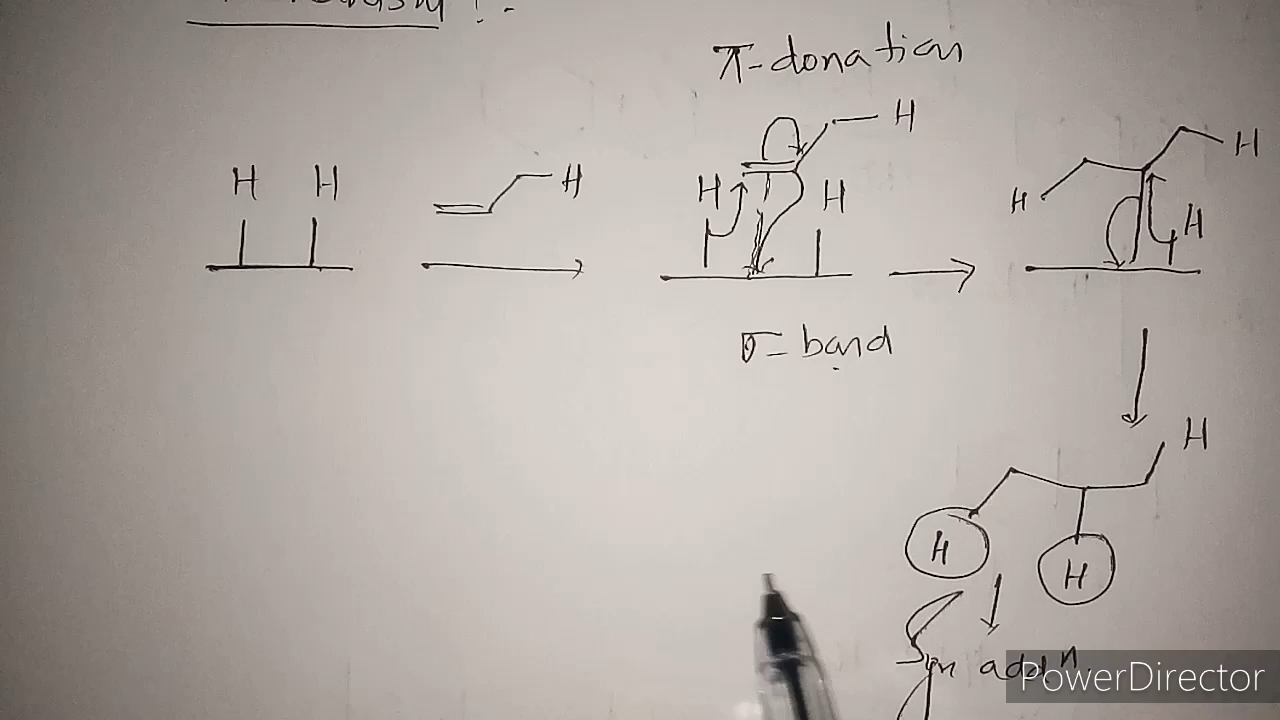 π-donation
H H
H
H H
H
H
H
H
σ- bond
H
H
H
Syn addn
PowerDirector